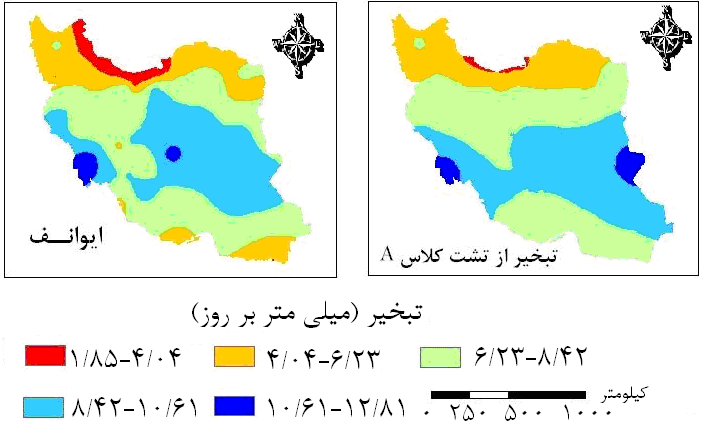 ایوانف
تبخیر از تشت کلاس A
تبخیر (میلی متر بر روز)
۱/۸۵-۴/۰۴
۴/۰۴-۶/۲۳
۶/۲۳-۸/۴۲
۸/۴۲-۱۰/۶۱
۱۰/۶۱-۱۲/۸۱
کیلومتر
۰ ۲۵۰ ۵۰۰ ۱۰۰۰